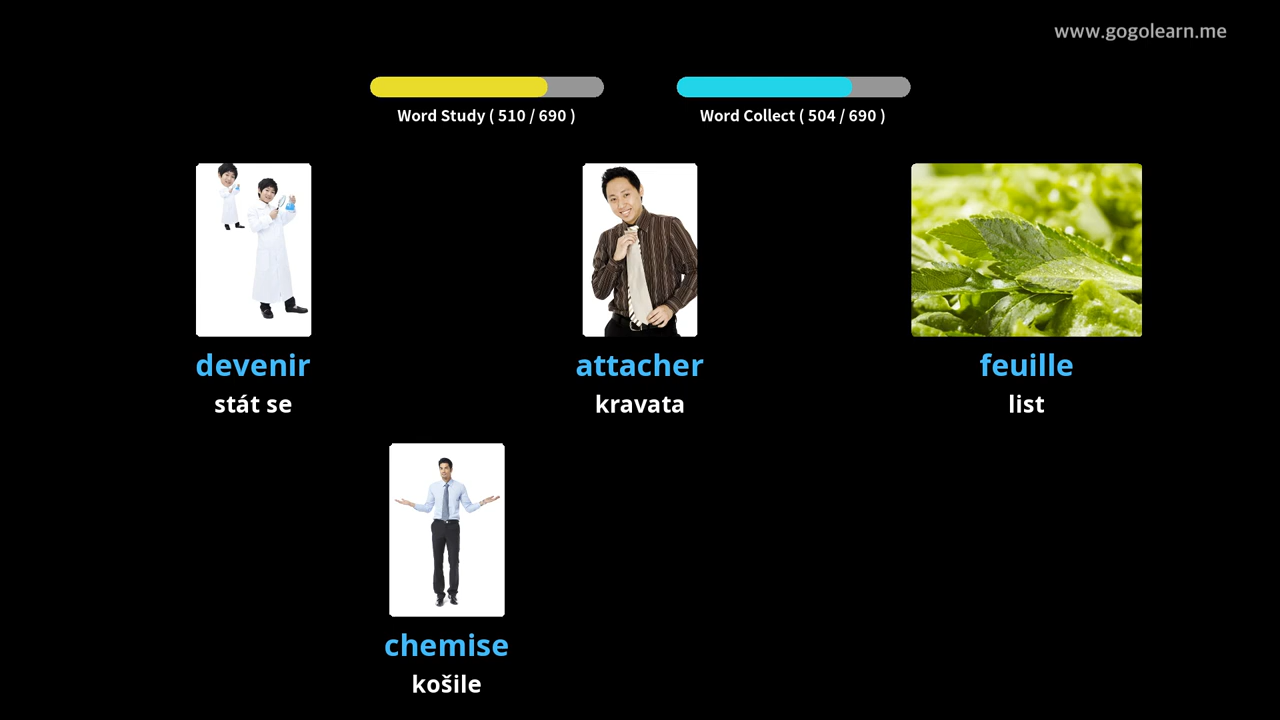 www.gogolearn.me
Word Study ( 510 / 690 )
Word Collect ( 504 / 690 )
devenir
stát se
attacher
kravata
feuille
list
chemise
košile